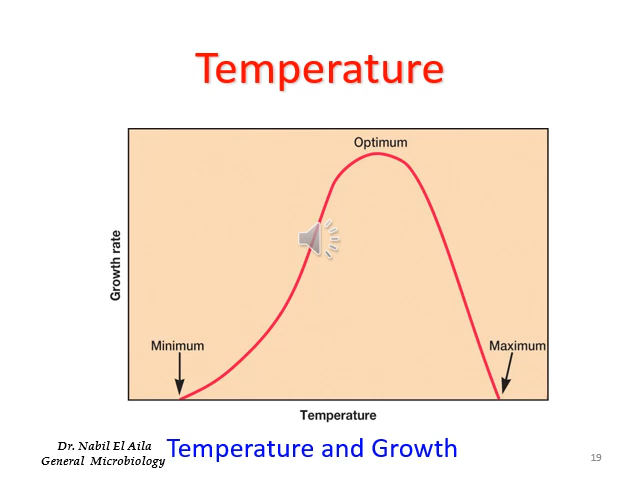 Temperature
Optimum
Growth rate
Minimum
Maximum
Temperature
Temperature and Growth
Dr. Nabil El Aila
General Microbiology
19